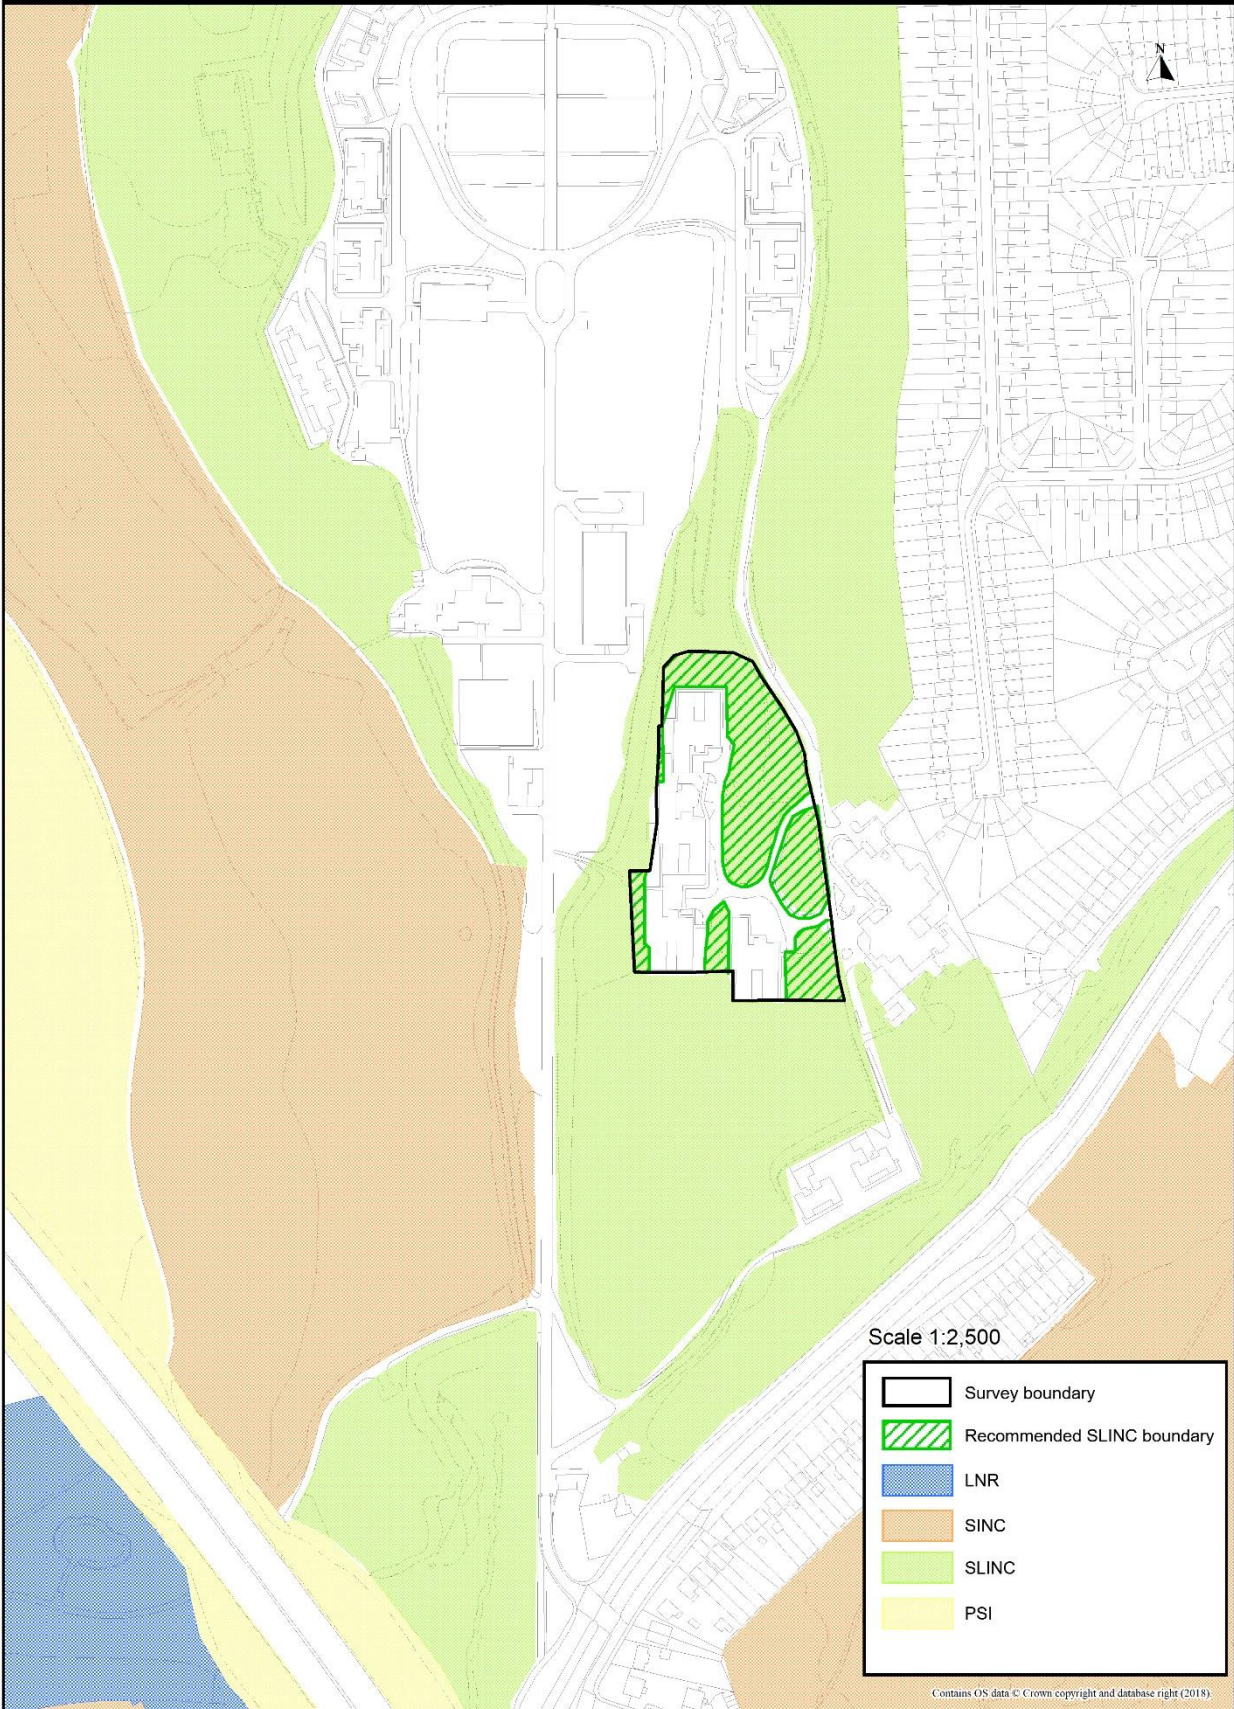 N
Scale 1:2,500
Survey boundary
Recommended SLINC boundary
LNR
SINC
SLINC
PSI
Contains OS data © Crown copyright and database right (2018).